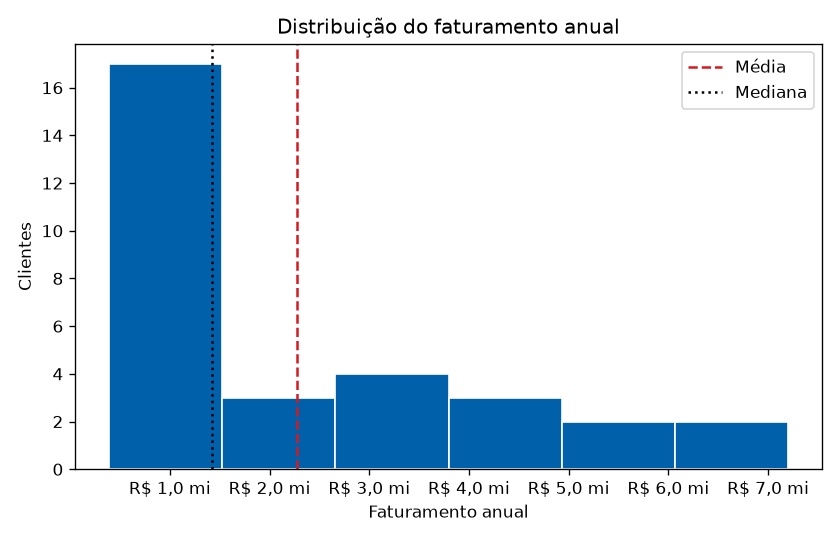 Distribuição do faturamento anual
Média
Mediana
16
14
12
10
8
6
4
2
0
Clientes
R$ 1,0 mi R$ 2,0 mi R$ 3,0 mi R$ 4,0 mi R$ 5,0 mi R$ 6,0 mi R$ 7,0 mi
Faturamento anual